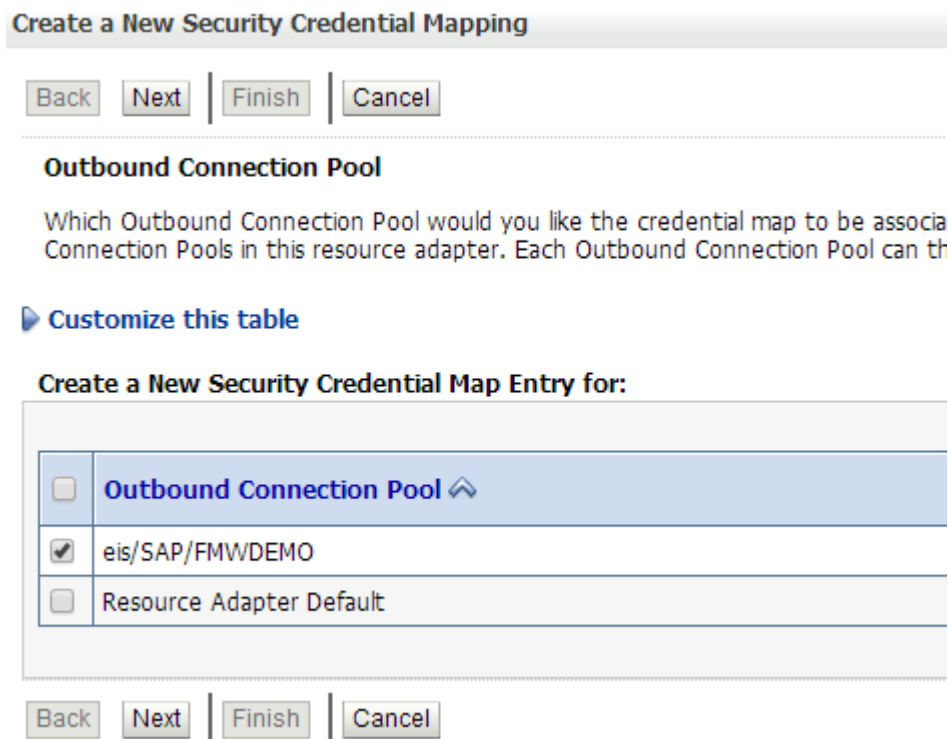 Create a New Security Credential Mapping
Back Next Finish Cancel
Outbound Connection Pool
Which Outbound Connection Pool would you like the credential map to be associa
Connection Pools in this resource adapter. Each Outbound Connection Pool can th
Customize this table
Create a New Security Credential Map Entry for:
Outbound Connection Pool
eis/SAP/FMWDEMO
Resource Adapter Default
Back Next Finish Cancel